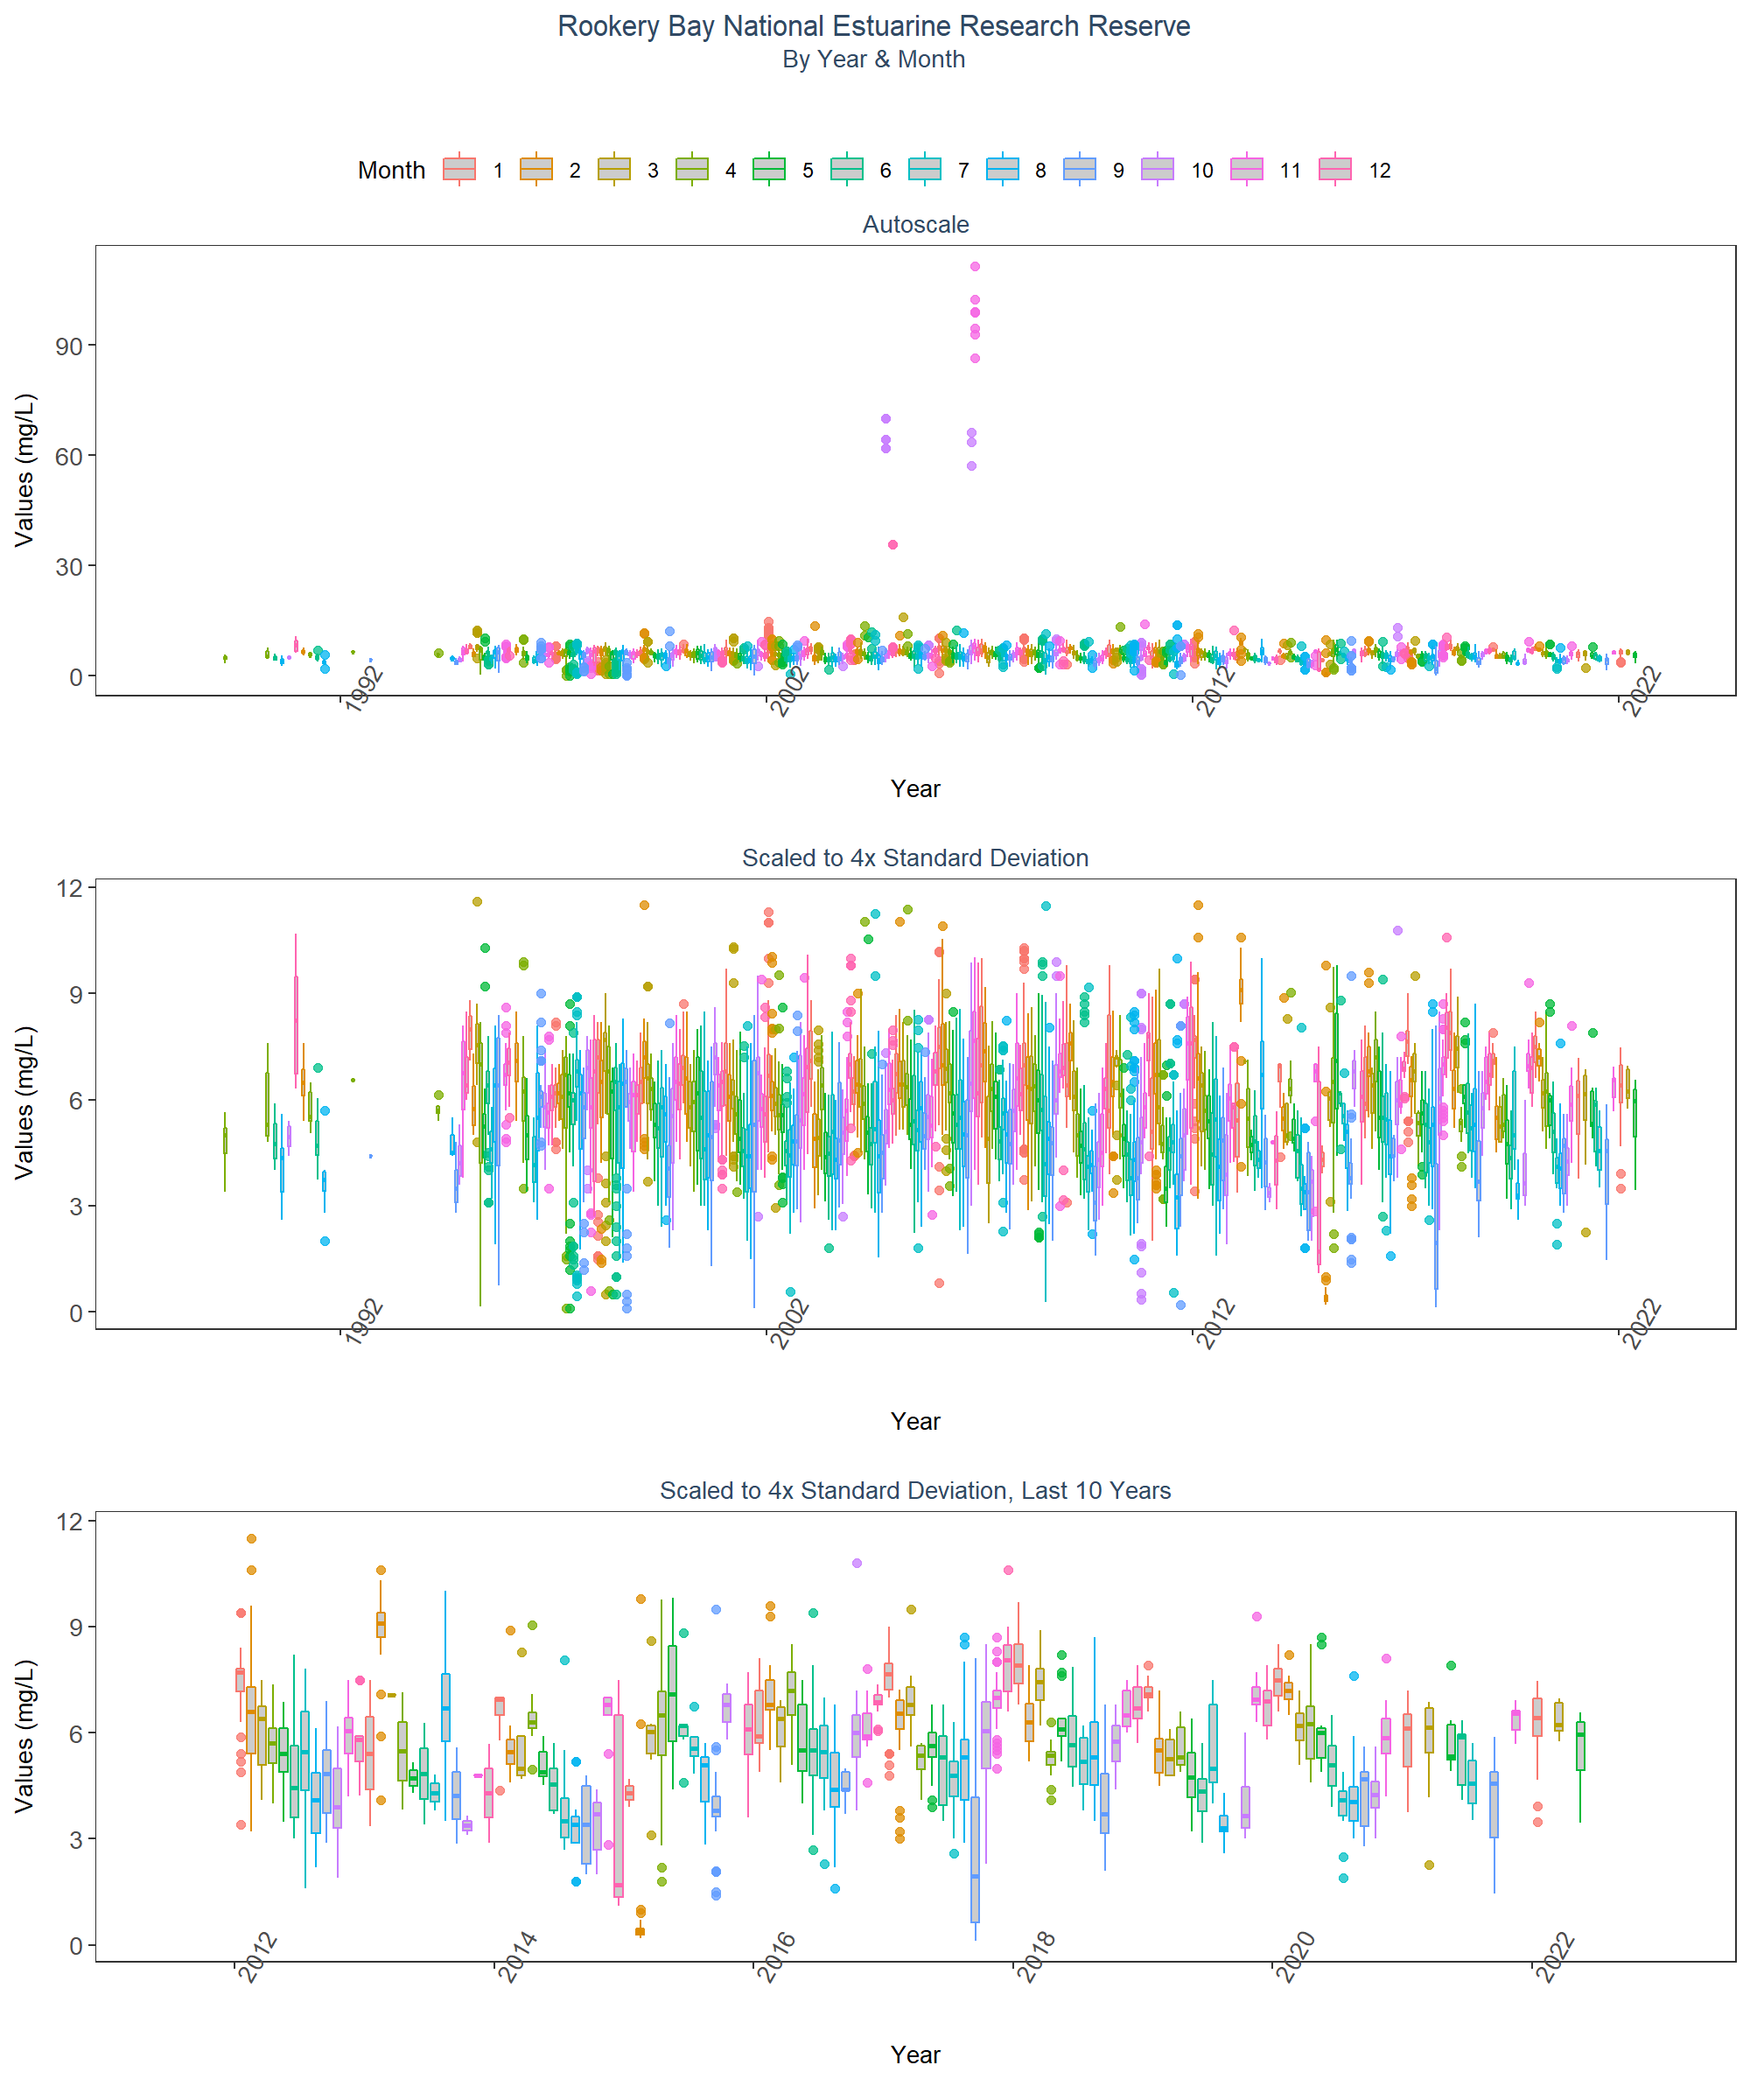 Rookery Bay National Estuarine Research Reserve
By Year & Month
Month 1 2 3 4 5 6 7 8 9 10 11 12
Autoscale
Values (mg/L)
90
60
30
0
1992 2002 2012 2022
Year
Scaled to 4x Standard Deviation
Values (mg/L)
12
9
6
3
0
1992 2002 2012 2022
Year
Scaled to 4x Standard Deviation, Last 10 Years
Values (mg/L)
12
9
6
3
0
2012 2014 2016 2018 2020 2022
Year